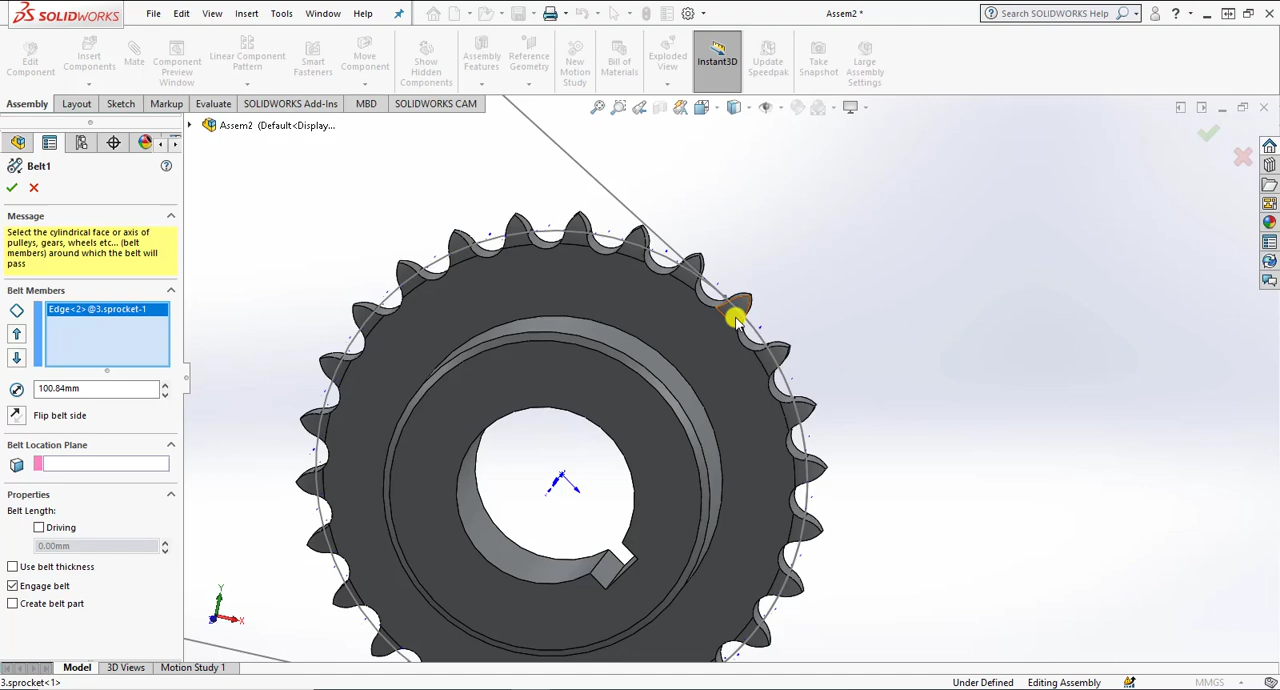 SOLIDWORKS
File Edit View Insert Tools Window Help
Assem2 *
Search SOLIDWORKS Help
Edit Component
Insert Components
Mate
Component Preview Window
Linear Component Pattern
Smart Fasteners
Move Component
Show Hidden Components
Assembly Features
Reference Geometry
New Motion Study
Bill of Materials
Exploded View
Instant3D
Update Speedpak
Take Snapshot
Large Assembly Settings
Assembly Layout Sketch Markup Evaluate SOLIDWORKS Add-Ins MBD SOLIDWORKS CAM
Assem2 (Default<Display...
Belt1
Message
Select the cylindrical face or axis of
pulleys, gears, wheels etc... (belt
members) around which the belt will
pass
Belt Members
Edge<2>@3.sprocket-1
100.84mm
Flip belt side
Belt Location Plane
Properties
Belt Length:
Driving
0.00mm
Use belt thickness
Engage belt
Create belt part
Y
X
Z
Model 3D Views Motion Study 1
3.sprocket<1>
Under Defined Editing Assembly MMGS